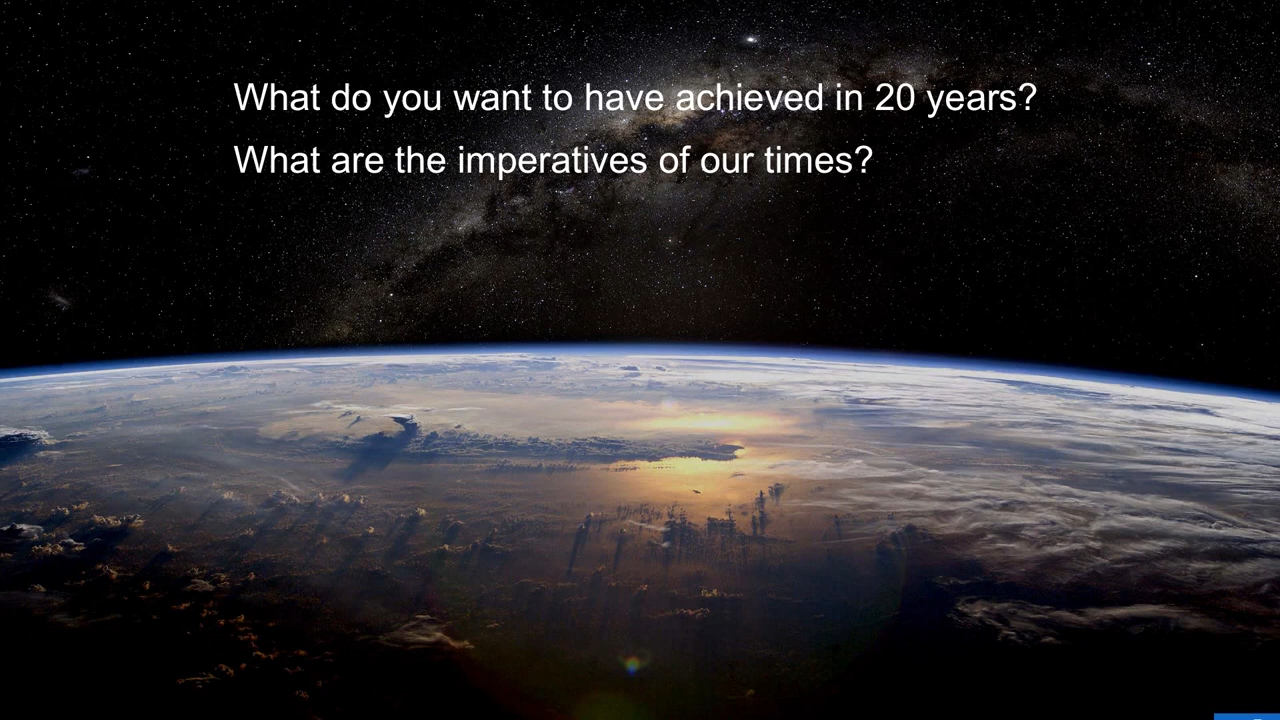 What do you want to have achieved in 20 years?
What are the imperatives of our times?